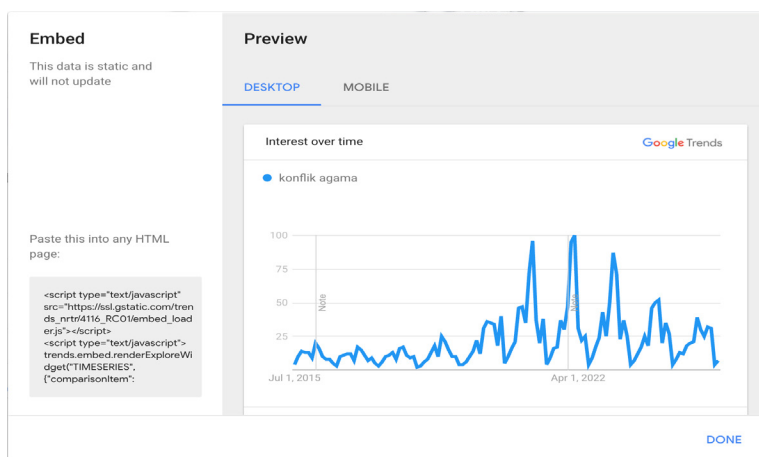 Embed
This data is static and
will not update
Paste this into any HTML
page:
<script type="text/javascript"
src="https://ssl.gstatic.com/tren
ds_nrtr/4116_RC01/embed_load
er.js"></script>
<script type="text/javascript">
trends.embed.renderExploreWi
dget("TIMESERIES",
{"comparisonItem":
Preview
DESKTOP MOBILE
Interest over time Google Trends
konflik agama
100
75
50
25
Note
Note
Jul 1, 2015 Apr 1, 2022
DONE